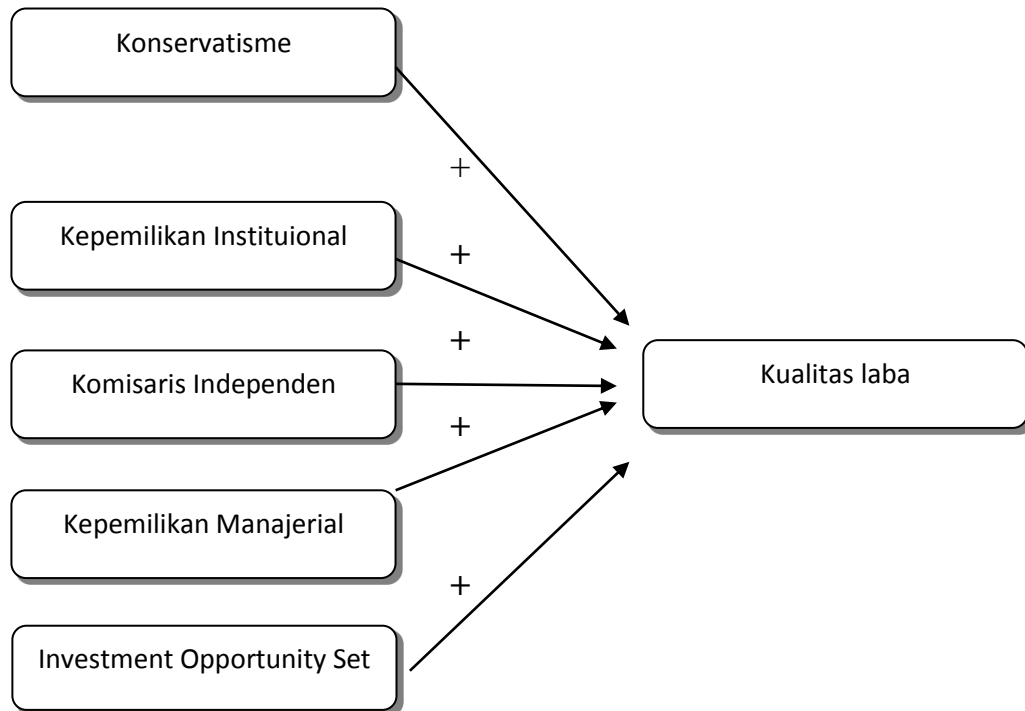 Konservatisme
+
Kepemilikan Instituional
+
+
Komisaris Independen
Kualitas laba
+
Kepemilikan Manajerial
+
Investment Opportunity Set